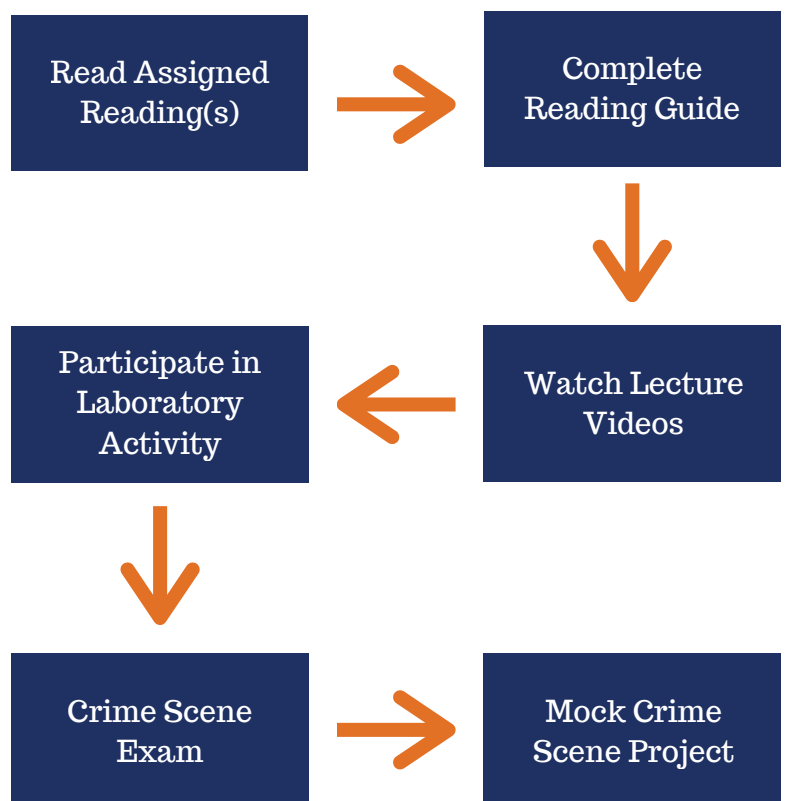 Read Assigned
Reading(s)
Complete
Reading Guide
Watch Lecture
Videos
Participate in
Laboratory
Activity
Crime Scene
Exam
Mock Crime
Scene Project